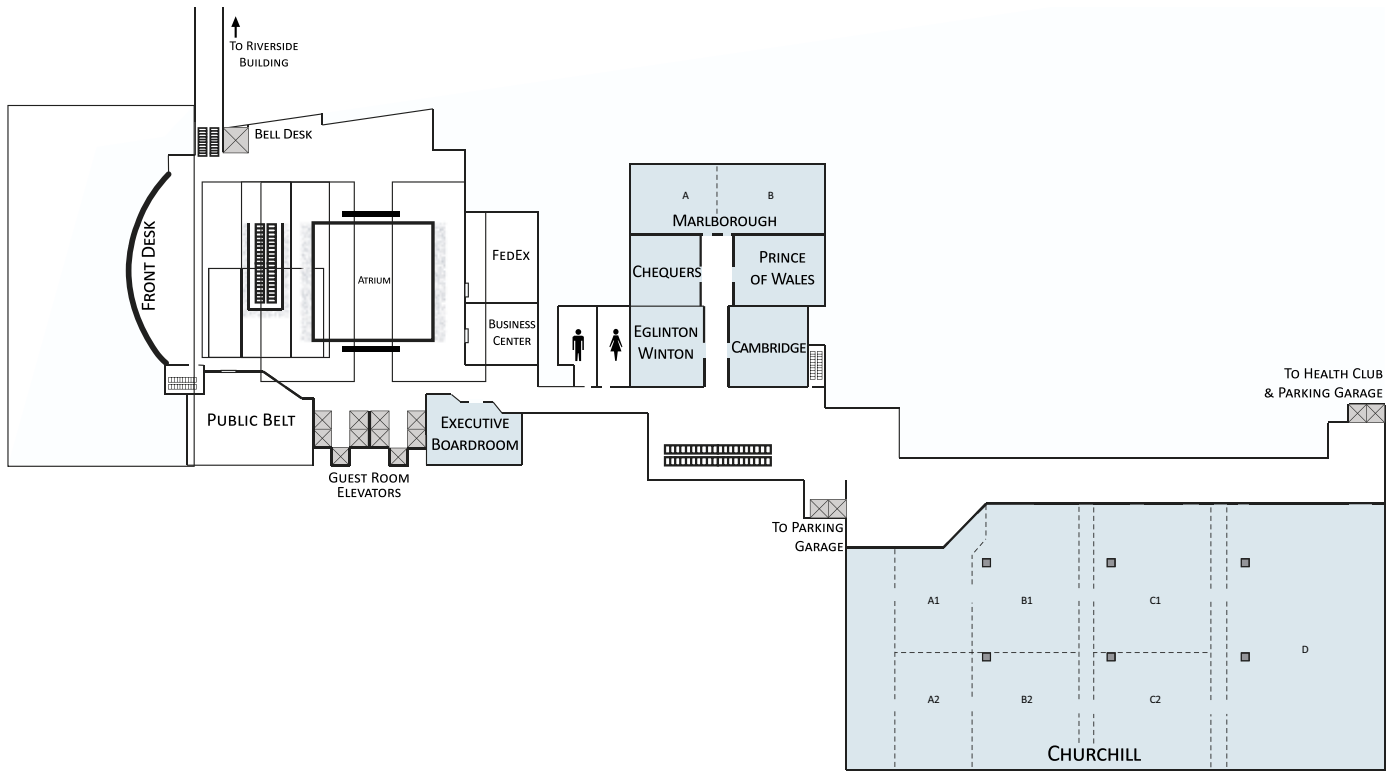 To Riverside
Building
Bell Desk
Front Desk
Atrium
FedEx
Business
Center
A
B
Marlborough
Chequers
Prince
of Wales
Eglinton
Winton
Cambridge
To Health Club
& Parking Garage
Public Belt
Executive
Boardroom
Guest Room
Elevators
To Parking
Garage
A1
B1
C1
D
A2
B2
C2
Churchill